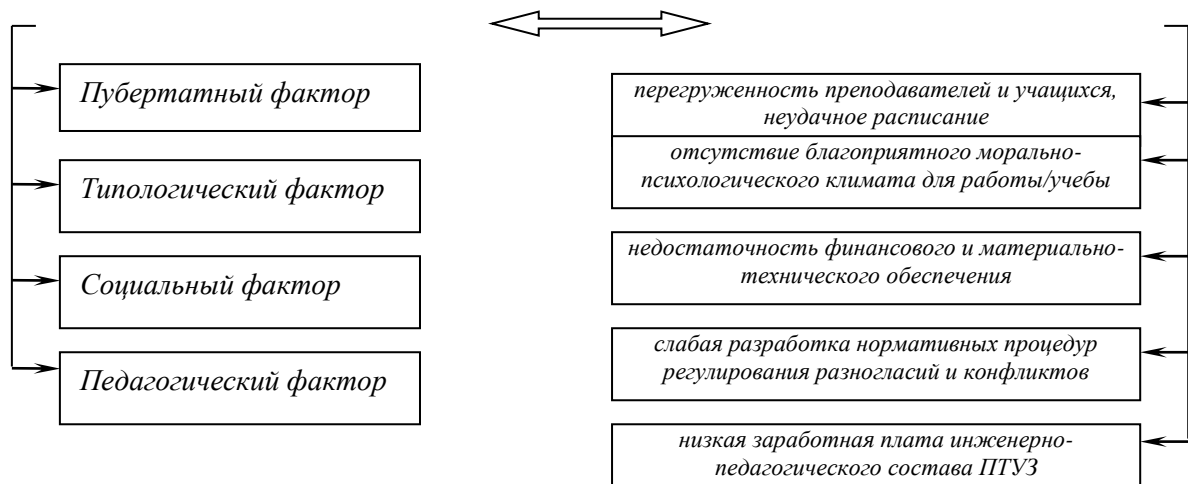 Пубертатный фактор
Типологический фактор
Социальный фактор
Педагогический фактор
перегруженность преподавателей и учащихся,
неудачное расписание
отсутствие благоприятного морально-
психологического климата для работы/учебы
недостаточность финансового и материально-
технического обеспечения
слабая разработка нормативных процедур
регулирования разногласий и конфликтов
низкая заработная плата инженерно-
педагогического состава ПТУЗ